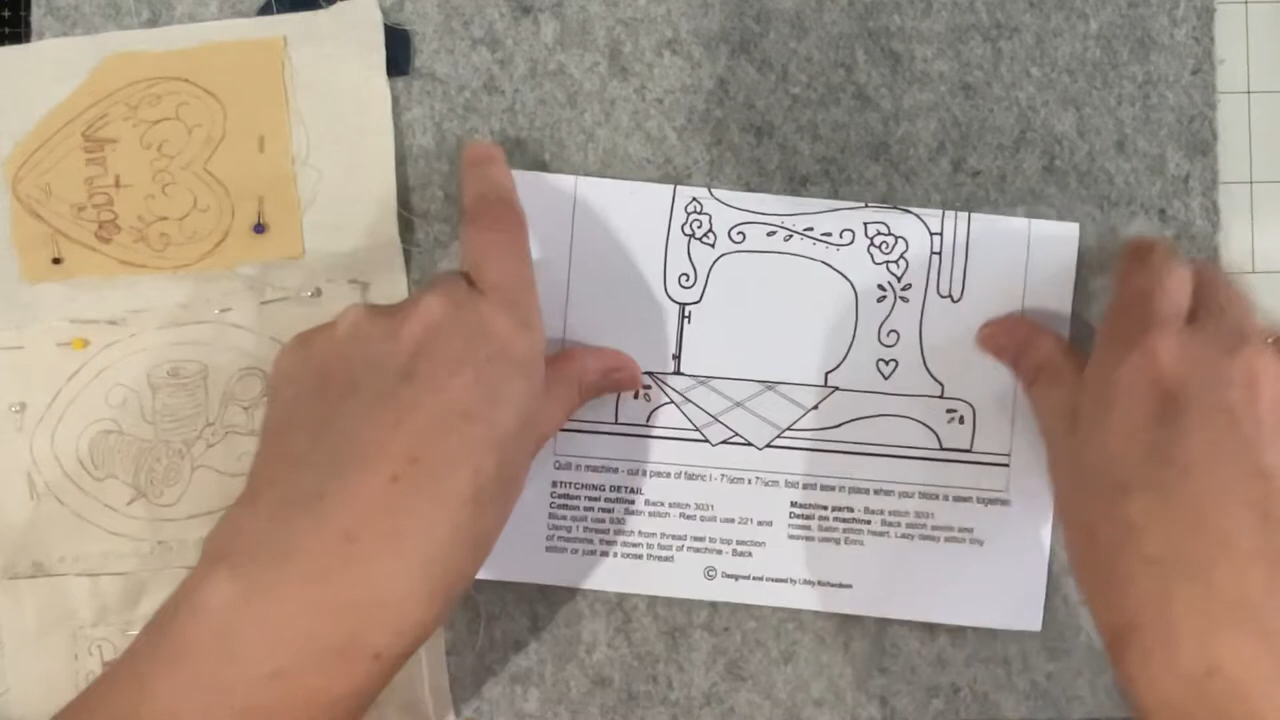 Vintage
Quilt in machine - cut a piece of fabric I - 7½cm x 7½cm, fold and sew in place when your block is sewn together
STITCHING DETAIL
Cotton reel outline - Back stitch 3031
Cotton on reel - Satin stitch - Red quilt use 221 and
Blue quilt use 930
Using 1 thread stitch from thread reel to top section
of machine, then down to foot of machine - Back
stitch or just as a loose thread
Machine parts - Back stitch 3031
Detail on machine - Back stitch stems and
roses, Satin stitch heart, Lazy daisy stitch tiny
leaves using Ecru.
© Designed and created by Libby Richardson